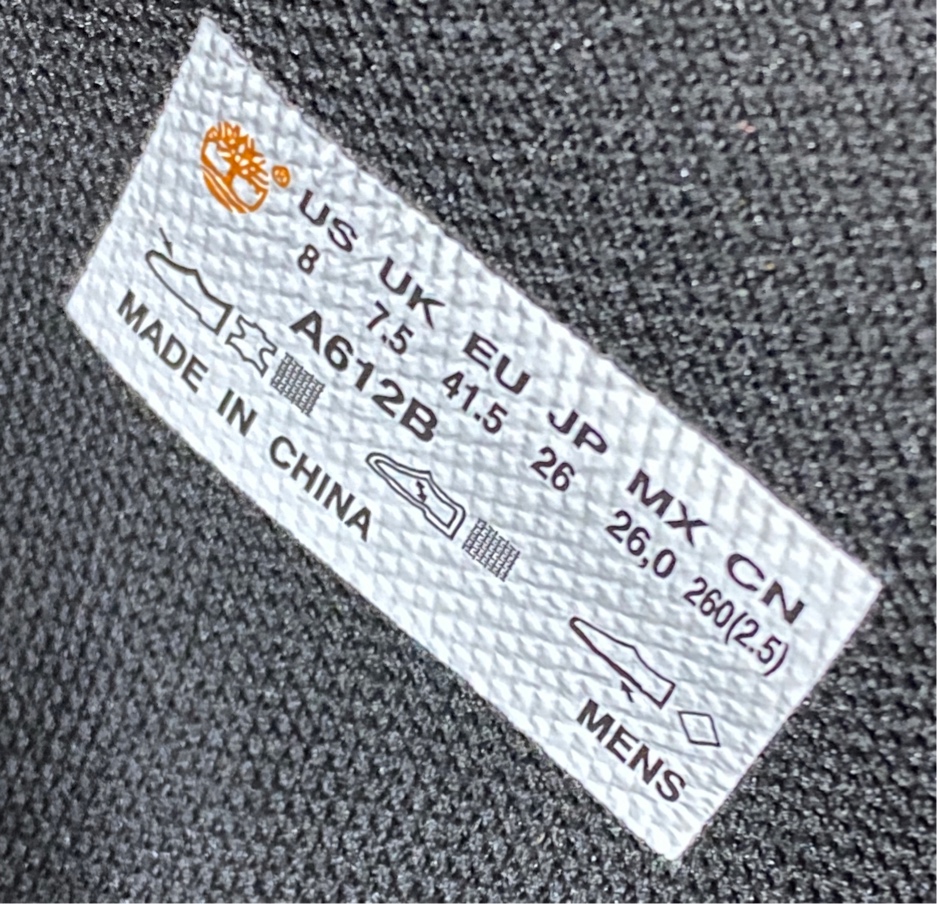 US UK EU JP MX CN
8 7.5 41.5 26 26,0 260(2.5)
A612B
MADE IN CHINA MENS